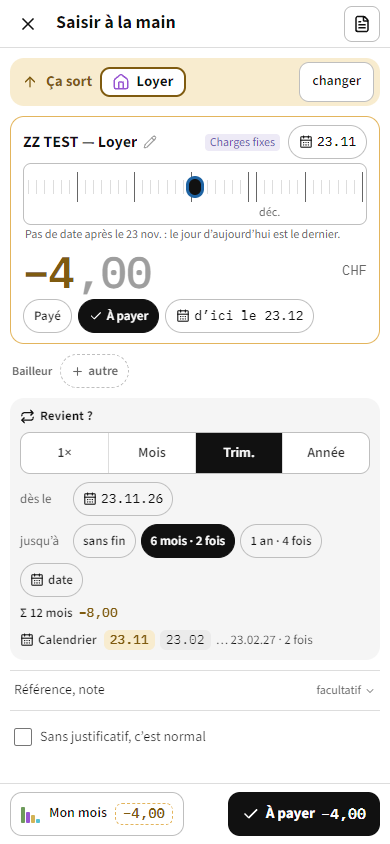 Saisir à la main
Ça sort Loyer changer
ZZ TEST — Loyer Charges fixes 23.11
déc.
Pas de date après le 23 nov. : le jour d'aujourd'hui est le dernier.
−4,00 CHF
Payé À payer d'ici le 23.12
Bailleur + autre
Revient ?
1× Mois Trim. Année
dès le 23.11.26
jusqu'à sans fin 6 mois · 2 fois 1 an · 4 fois
date
Σ 12 mois −8,00
Calendrier 23.11 23.02 … 23.02.27 · 2 fois
Référence, note facultatif
Sans justificatif, c'est normal
Mon mois −4,00 À payer −4,00